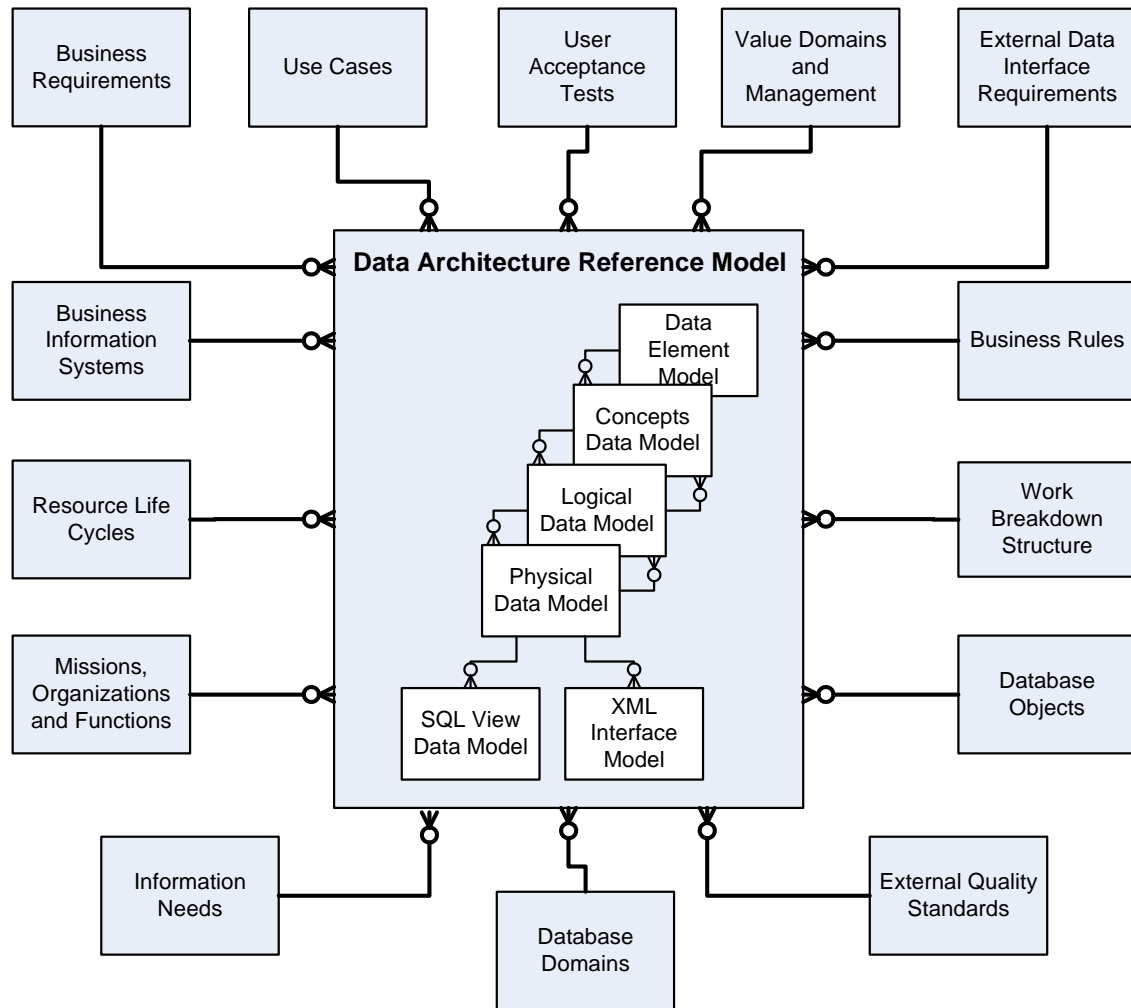 Business
Requirements
Use Cases
User
Acceptance
Tests
Value Domains
and
Management
External Data
Interface
Requirements
Data Architecture Reference Model
Business
Information
Systems
Data
Element
Model
Business Rules
Concepts
Data Model
Resource Life
Cycles
Logical
Data Model
Work
Breakdown
Structure
Physical
Data Model
Missions,
Organizations
and Functions
SQL View
Data Model
XML
Interface
Model
Database
Objects
Information
Needs
Database
Domains
External Quality
Standards